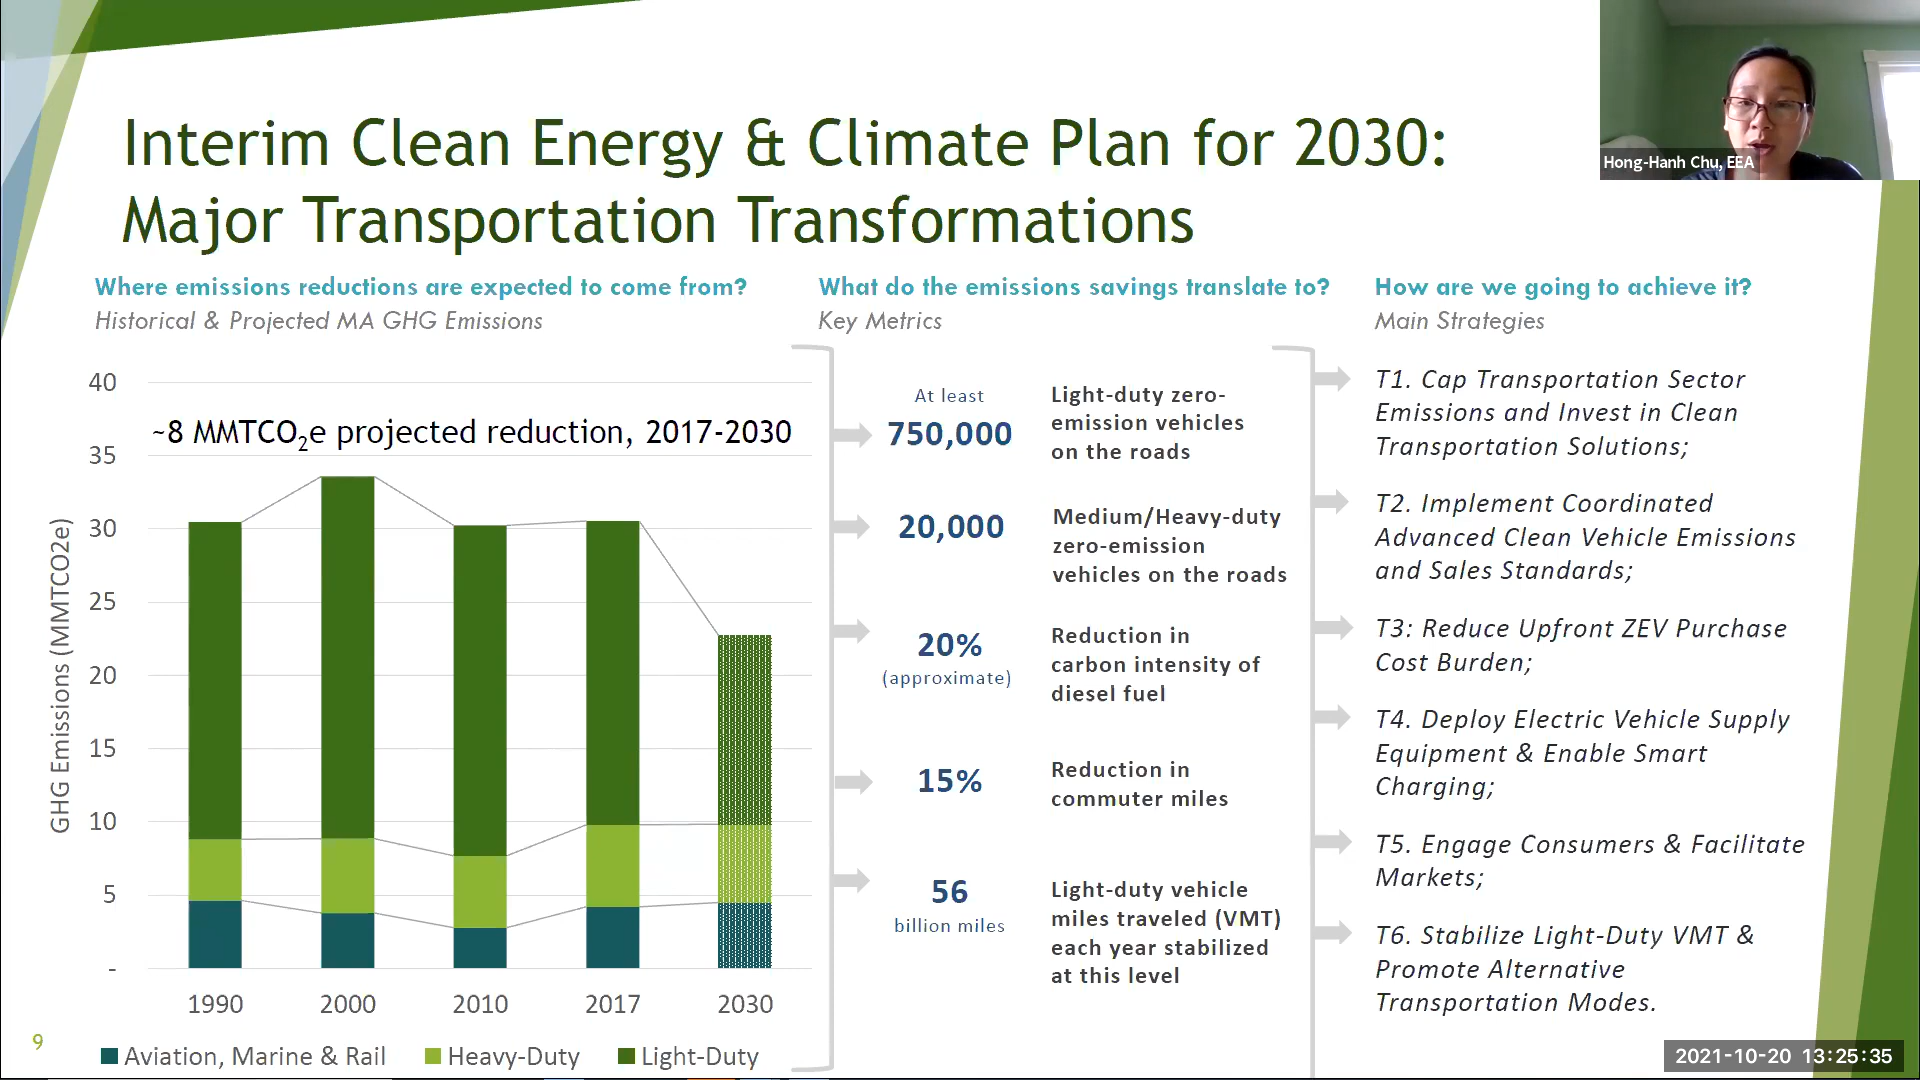 Interim Clean Energy & Climate Plan for 2030:
Major Transportation Transformations
Hong-Hanh Chu, EEA
Where emissions reductions are expected to come from?
Historical & Projected MA GHG Emissions
~8 MMTCO₂e projected reduction, 2017-2030
GHG Emissions (MMTCO2e)
40
35
30
25
20
15
10
5
-
1990 2000 2010 2017 2030
Aviation, Marine & Rail Heavy-Duty Light-Duty
What do the emissions savings translate to?
Key Metrics
At least
750,000
Light-duty zero-
emission vehicles
on the roads
20,000
Medium/Heavy-duty
zero-emission
vehicles on the roads
20%
(approximate)
Reduction in
carbon intensity of
diesel fuel
15%
Reduction in
commuter miles
56
billion miles
Light-duty vehicle
miles traveled (VMT)
each year stabilized
at this level
How are we going to achieve it?
Main Strategies
T1. Cap Transportation Sector
Emissions and Invest in Clean
Transportation Solutions;
T2. Implement Coordinated
Advanced Clean Vehicle Emissions
and Sales Standards;
T3: Reduce Upfront ZEV Purchase
Cost Burden;
T4. Deploy Electric Vehicle Supply
Equipment & Enable Smart
Charging;
T5. Engage Consumers & Facilitate
Markets;
T6. Stabilize Light-Duty VMT &
Promote Alternative
Transportation Modes.
9
2021-10-20 13:25:35